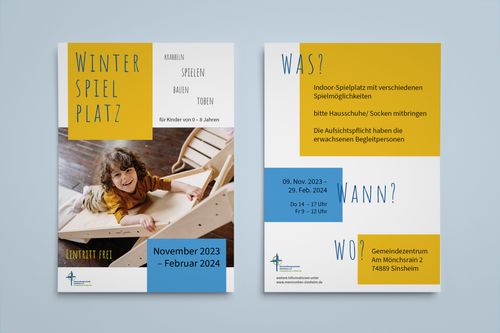 WINTER
SPIEL
PLATZ
KRABBELN
SPIELEN
BAUEN
TOBEN
für Kinder von 0 – 8 Jahren
EINTRITT FREI
November 2023
– Februar 2024
WAS?
Indoor-Spielplatz mit verschiedenen
Spielmöglichkeiten
bitte Hausschuhe/ Socken mitbringen
Die Aufsichtspflicht haben die
erwachsenen Begleitpersonen
09. Nov. 2023 –
29. Feb. 2024
Do 14 - 17 Uhr
Fr 9 - 12 Uhr
WANN?
WO?
Gemeindezentrum
Am Mönchsrain 2
74889 Sinsheim
weitere Informationen unter